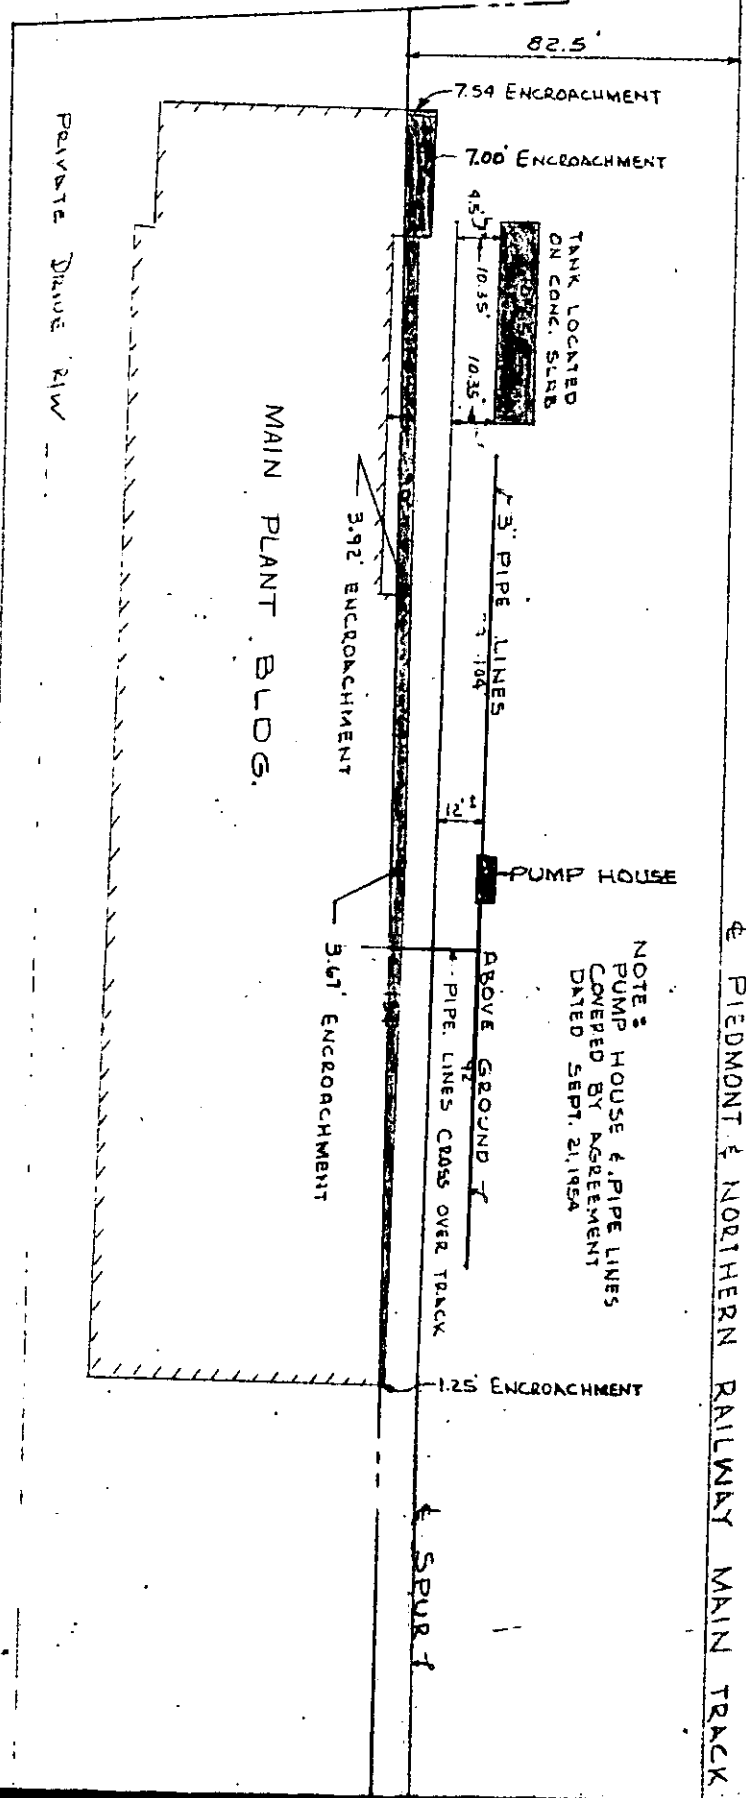 82.5'
7.54 ENCROACHMENT
7.00' ENCROACHMENT
4.5'
10.35'
10.35'
TANK LOCATED
ON CONC. SLAB
PRIVATE DRIVE R/W
MAIN PLANT BLDG.
3.92' ENCROACHMENT
3" PIPE LINES
104'
12'±
PUMP HOUSE
3.67' ENCROACHMENT
ABOVE GROUND
92
PIPE LINES CROSS OVER TRACK
NOTE:
PUMP HOUSE & PIPE LINES
COVERED BY AGREEMENT
DATED SEPT. 21, 1954
℄ PIEDMONT & NORTHERN RAILWAY MAIN TRACK
1.25' ENCROACHMENT
℄ SPUR